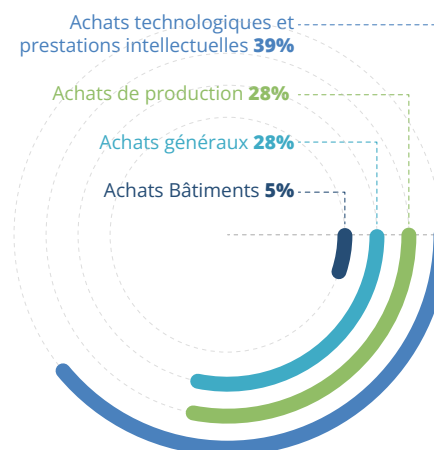 Achats technologiques et
prestations intellectuelles 39%
Achats de production 28%
Achats généraux 28%
Achats Bâtiments 5%